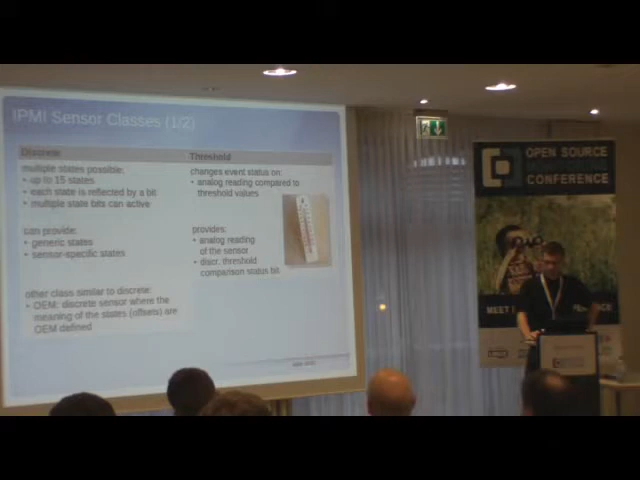 IPMI Sensor Classes (1/2)
Discrete
multiple states possible:
• up to 15 states
• each state is reflected by a bit
• multiple state bits can active
can provide:
• generic states
• sensor-specific states
other class similar to discrete:
• OEM: discrete sensor where the
meaning of the states (offsets) are
OEM defined
Threshold
changes event status on:
• analog reading compared to
threshold values
provides:
• analog reading
of the sensor
• discr. threshold
comparison status bit
OPEN SOURCE
CONFERENCE
MEET